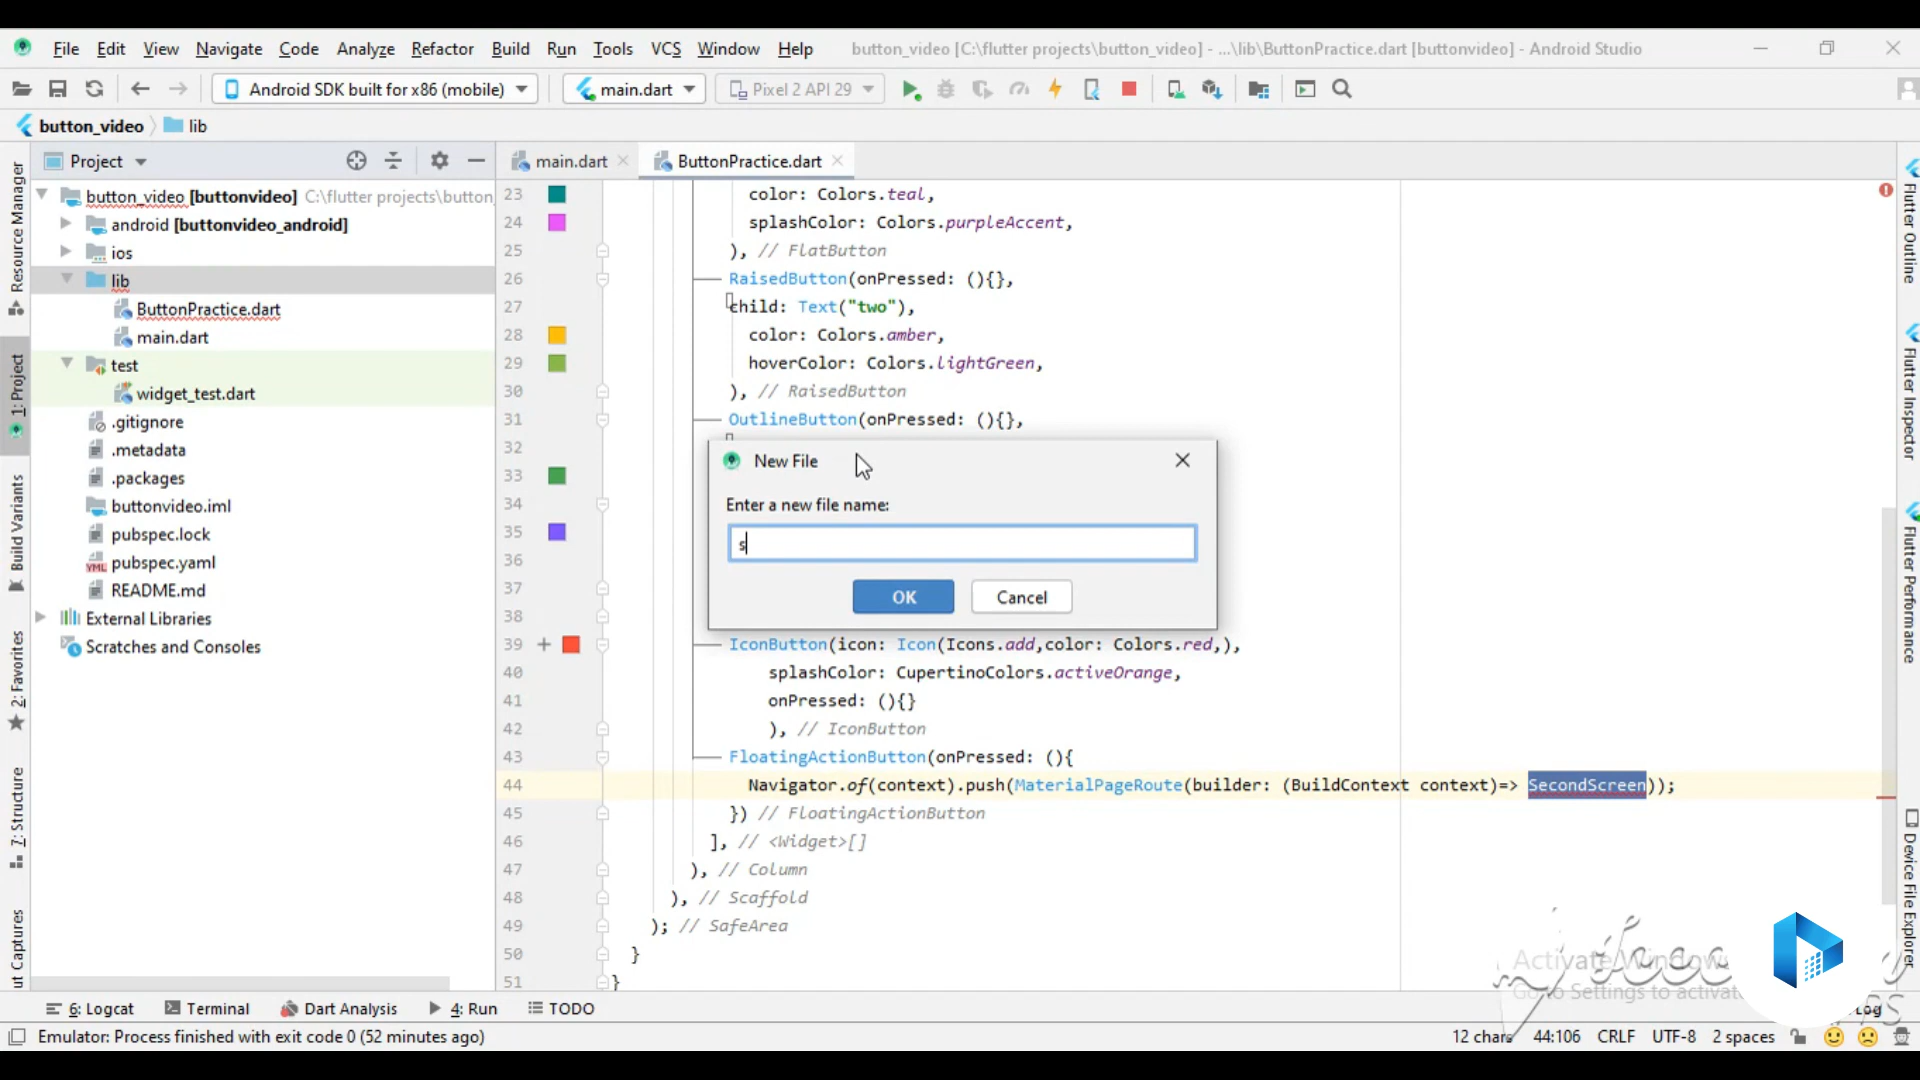 File Edit View Navigate Code Analyze Refactor Build Run Tools VCS Window Help button_video [C:\flutter projects\button_video] - ...\lib\ButtonPractice.dart [buttonvideo] - Android Studio
Android SDK built for x86 (mobile) main.dart Pixel 2 API 29
button_video lib
Project
main.dart ButtonPractice.dart
button_video [buttonvideo] C:\flutter projects\button
android [buttonvideo_android]
ios
lib
ButtonPractice.dart
main.dart
test
widget_test.dart
.gitignore
.metadata
.packages
buttonvideo.iml
pubspec.lock
pubspec.yaml
README.md
External Libraries
Scratches and Consoles
Resource Manager
1: Project
Build Variants
2: Favorites
7: Structure
ut Captures
23 color: Colors.teal,
24 splashColor: Colors.purpleAccent,
25 ), // FlatButton
26 RaisedButton(onPressed: (){},
27 child: Text("two"),
28 color: Colors.amber,
29 hoverColor: Colors.lightGreen,
30 ), // RaisedButton
31 OutlineButton(onPressed: (){},
32
33
34
35
36
37
38
New File
Enter a new file name:
s
OK Cancel
39 IconButton(icon: Icon(Icons.add,color: Colors.red,),
40 splashColor: CupertinoColors.activeOrange,
41 onPressed: (){}
42 ), // IconButton
43 FloatingActionButton(onPressed: (){
44 Navigator.of(context).push(MaterialPageRoute(builder: (BuildContext context)=> SecondScreen));
45 }) // FloatingActionButton
46 ], // <Widget>[]
47 ), // Column
48 ), // Scaffold
49 ); // SafeArea
50 }
51 }
Flutter Outline
Flutter Inspector
Flutter Performance
Device File Explorer
Activate Window
Go to Settings to activat
6: Logcat Terminal Dart Analysis 4: Run TODO
Log
Emulator: Process finished with exit code 0 (52 minutes ago)
12 chars 44:106 CRLF UTF-8 2 spaces